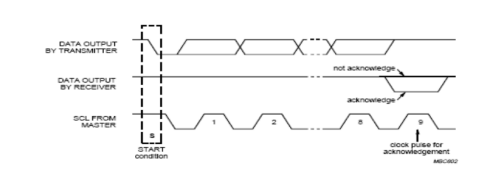 DATA OUTPUT
BY TRANSMITTER
not acknowledge
DATA OUTPUT
BY RECEIVER
acknowledge
SCL FROM
MASTER
1
2
8
9
S
START
condition
clock pulse for
acknowledgement
MBC602